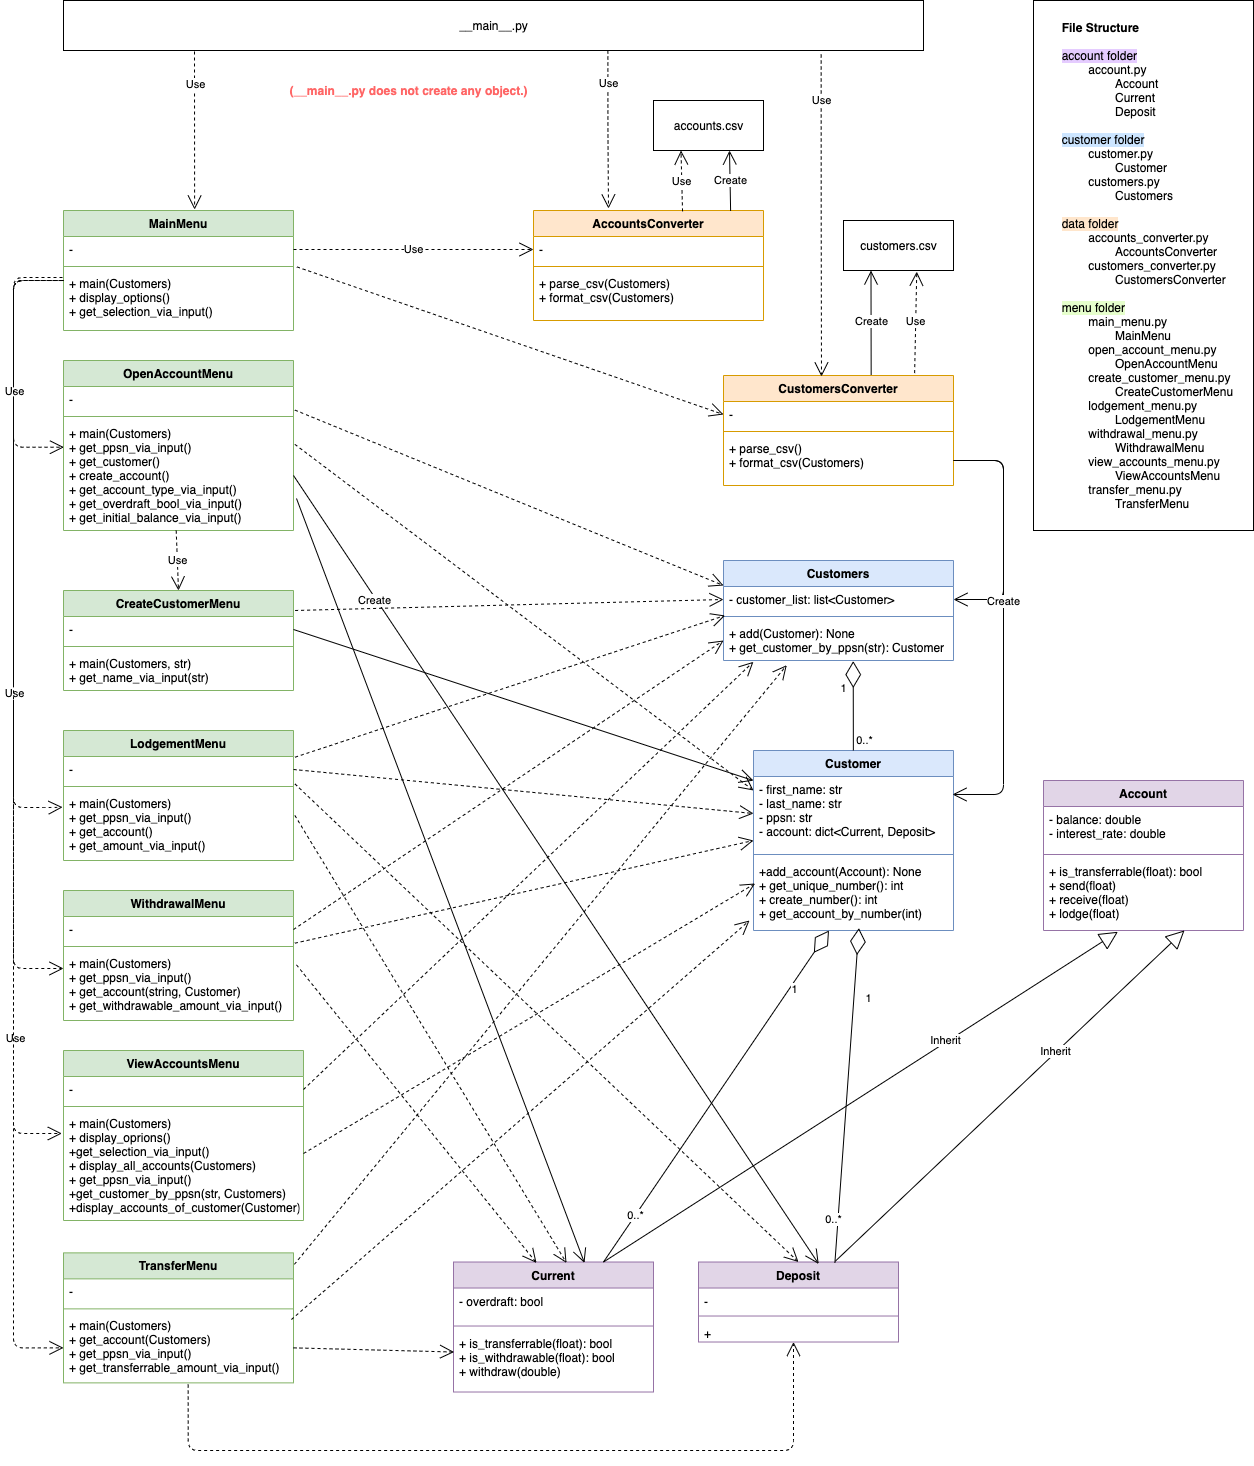 __main__.py
Use
(__main__.py does not create any object.)
Use
Use
accounts.csv
Use
Create
MainMenu
-
+ main(Customers)
+ display_options()
+ get_selection_via_input()
Use
AccountsConverter
-
+ parse_csv(Customers)
+ format_csv(Customers)
customers.csv
Create
Use
OpenAccountMenu
-
+ main(Customers)
+ get_ppsn_via_input()
+ get_customer()
+ create_account()
+ get_account_type_via_input()
+ get_overdraft_bool_via_input()
+ get_initial_balance_via_input()
Use
Use
CustomersConverter
-
+ parse_csv()
+ format_csv(Customers)
CreateCustomerMenu
-
+ main(Customers, str)
+ get_name_via_input(str)
Create
Customers
- customer_list: list<Customer>
+ add(Customer): None
+ get_customer_by_ppsn(str): Customer
Create
Use
1
0..*
LodgementMenu
-
+ main(Customers)
+ get_ppsn_via_input()
+ get_account()
+ get_amount_via_input()
Customer
- first_name: str
- last_name: str
- ppsn: str
- account: dict<Current, Deposit>
+add_account(Account): None
+ get_unique_number(): int
+ create_number(): int
+ get_account_by_number(int)
Account
- balance: double
- interest_rate: double
+ is_transferrable(float): bool
+ send(float)
+ receive(float)
+ lodge(float)
WithdrawalMenu
-
+ main(Customers)
+ get_ppsn_via_input()
+ get_account(string, Customer)
+ get_withdrawable_amount_via_input()
1
1
Use
Inherit
Inherit
ViewAccountsMenu
-
+ main(Customers)
+ display_oprions()
+get_selection_via_input()
+ display_all_accounts(Customers)
+ get_ppsn_via_input()
+get_customer_by_ppsn(str, Customers)
+display_accounts_of_customer(Customer)
0..*
0..*
TransferMenu
-
+ main(Customers)
+ get_account(Customers)
+ get_ppsn_via_input()
+ get_transferrable_amount_via_input()
Current
- overdraft: bool
+ is_transferrable(float): bool
+ is_withdrawable(float): bool
+ withdraw(double)
Deposit
-
+
File Structure
account folder
account.py
Account
Current
Deposit
customer folder
customer.py
Customer
customers.py
Customers
data folder
accounts_converter.py
AccountsConverter
customers_converter.py
CustomersConverter
menu folder
main_menu.py
MainMenu
open_account_menu.py
OpenAccountMenu
create_customer_menu.py
CreateCustomerMenu
lodgement_menu.py
LodgementMenu
withdrawal_menu.py
WithdrawalMenu
view_accounts_menu.py
ViewAccountsMenu
transfer_menu.py
TransferMenu